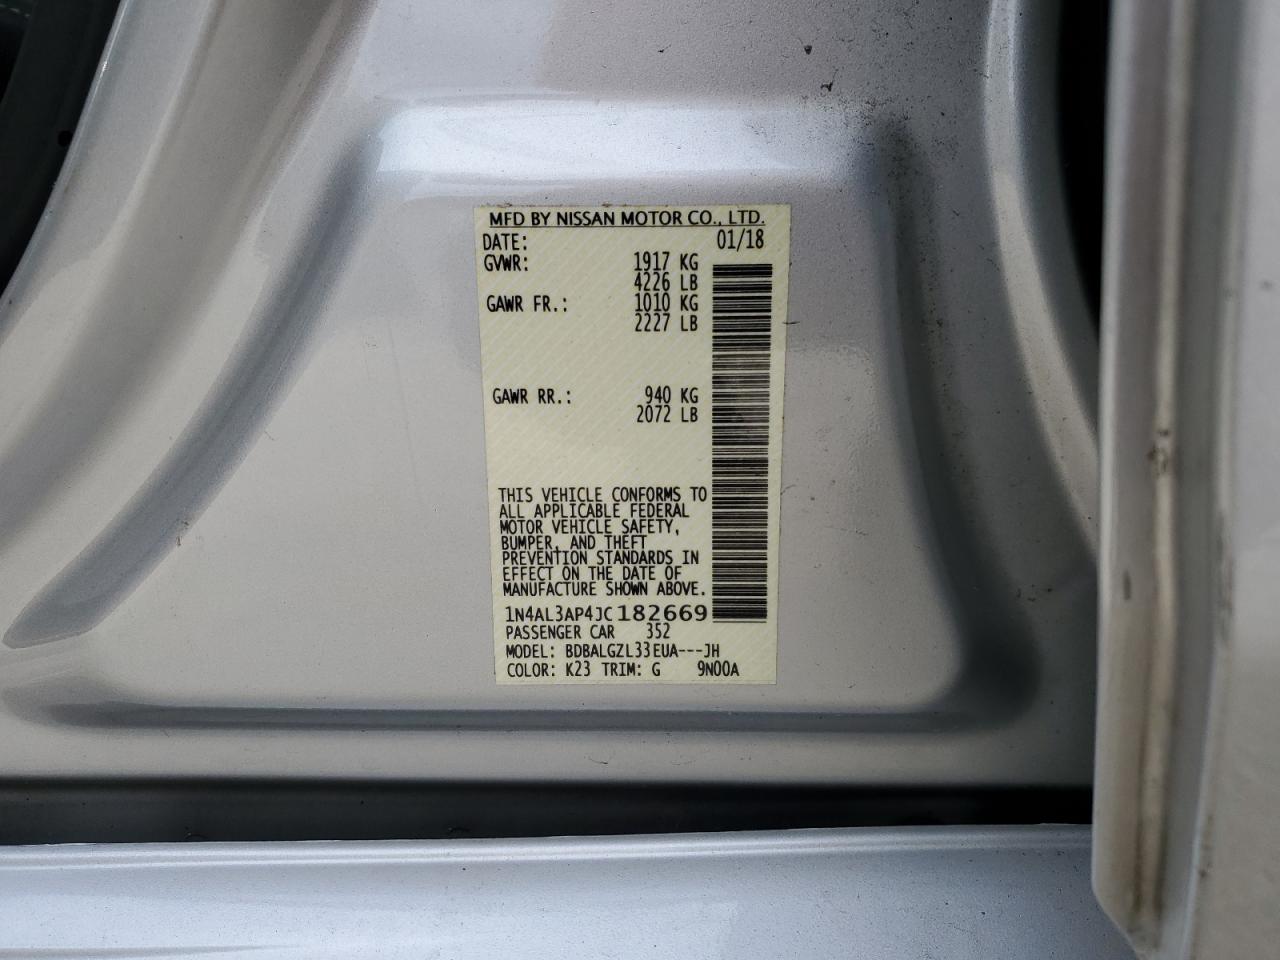 MFD BY NISSAN MOTOR CO., LTD.
DATE: 01/18
GVWR: 1917 KG
4226 LB
GAWR FR.: 1010 KG
2227 LB
GAWR RR.: 940 KG
2072 LB
THIS VEHICLE CONFORMS TO
ALL APPLICABLE FEDERAL
MOTOR VEHICLE SAFETY,
BUMPER, AND THEFT
PREVENTION STANDARDS IN
EFFECT ON THE DATE OF
MANUFACTURE SHOWN ABOVE.
1N4AL3AP4JC182669
PASSENGER CAR 352
MODEL: BDBALGZL33EUA---JH
COLOR: K23 TRIM: G 9N00A